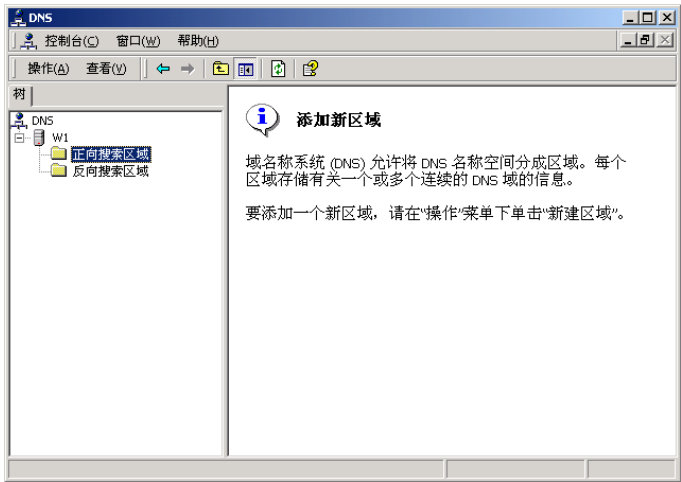 DNS
控制台(C) 窗口(W) 帮助(H)
操作(A) 查看(V)
树
DNS
W1
正向搜索区域
反向搜索区域
添加新区域
域名称系统 (DNS) 允许将 DNS 名称空间分成区域。每个
区域存储有关一个或多个连续的 DNS 域的信息。
要添加一个新区域，请在“操作”菜单下单击“新建区域”。